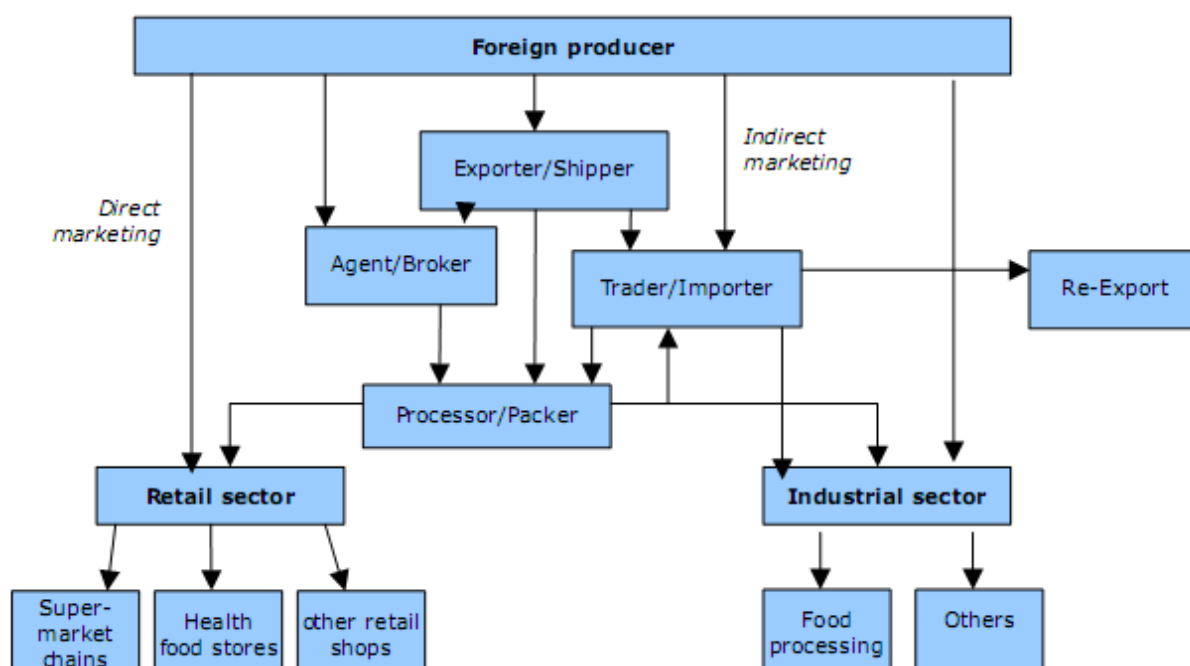 Foreign producer
Exporter/Shipper
Indirect
marketing
Direct
marketing
Agent/Broker
Trader/Importer
Re-Export
Processor/Packer
Retail sector
Industrial sector
Super-
market
chains
Health
food stores
other retail
shops
Food
processing
Others